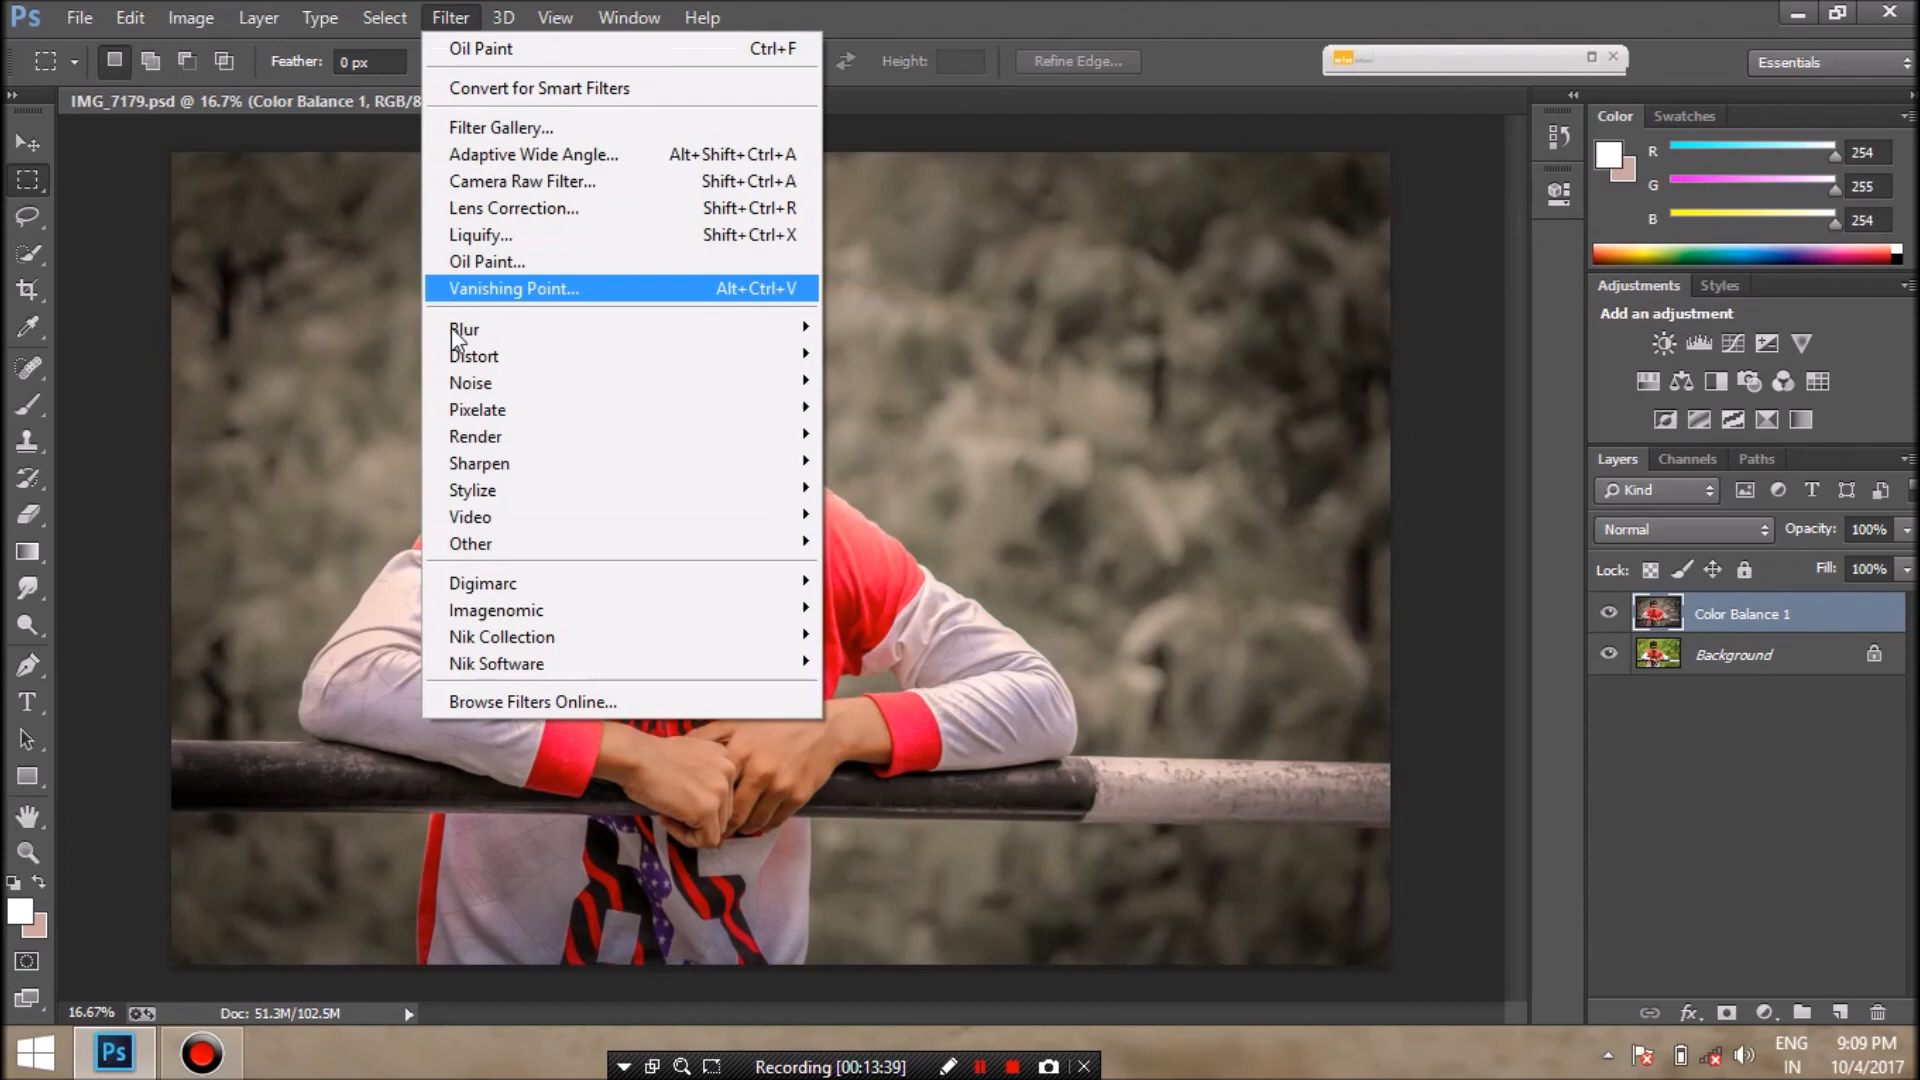 Ps File Edit Image Layer Type Select Filter 3D View Window Help
Feather: 0 px Height: Refine Edge... Essentials
IMG_7179.psd @ 16.7% (Color Balance 1, RGB/8
Oil Paint Ctrl+F
Convert for Smart Filters
Filter Gallery...
Adaptive Wide Angle... Alt+Shift+Ctrl+A
Camera Raw Filter... Shift+Ctrl+A
Lens Correction... Shift+Ctrl+R
Liquify... Shift+Ctrl+X
Oil Paint...
Vanishing Point... Alt+Ctrl+V
Blur
Distort
Noise
Pixelate
Render
Sharpen
Stylize
Video
Other
Digimarc
Imagenomic
Nik Collection
Nik Software
Browse Filters Online...
Color Swatches
R 254
G 255
B 254
Adjustments Styles
Add an adjustment
Layers Channels Paths
Kind
Normal Opacity: 100%
Lock: Fill: 100%
Color Balance 1
Background
16.67% Doc: 51.3M/102.5M
Ps
Recording [00:13:39]
ENG 9:09 PM
IN 10/4/2017